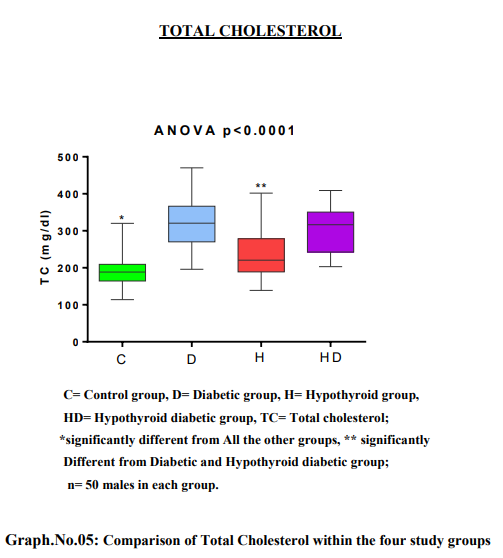 TOTAL CHOLESTEROL
ANOVA p<0.0001
500
400
300
200
100
0
TC (mg/dl)
*
**
C
D
H
HD
C= Control group, D= Diabetic group, H= Hypothyroid group,
HD= Hypothyroid diabetic group, TC= Total cholesterol;
*significantly different from All the other groups, ** significantly
Different from Diabetic and Hypothyroid diabetic group;
n= 50 males in each group.
Graph.No.05: Comparison of Total Cholesterol within the four study groups